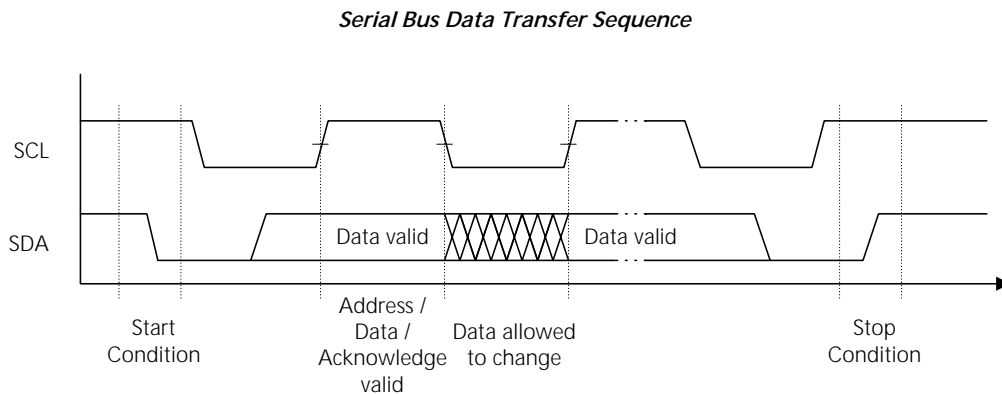 Serial Bus Data Transfer Sequence
SCL
SDA
Data valid
Data valid
Start
Condition
Address /
Data /
Acknowledge
valid
Data allowed
to change
Stop
Condition